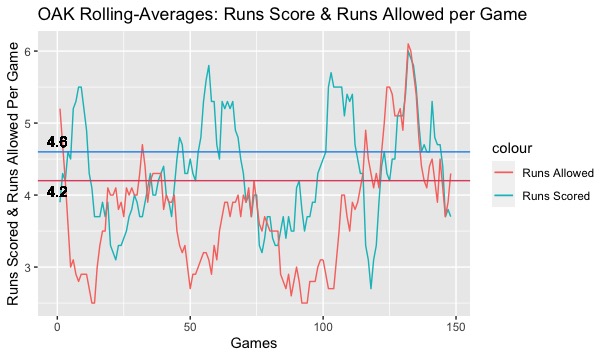 OAK Rolling-Averages: Runs Score & Runs Allowed per Game
Runs Scored & Runs Allowed Per Game
6
5
4
3
4.6
4.2
0
50
100
150
Games
colour
Runs Allowed
Runs Scored